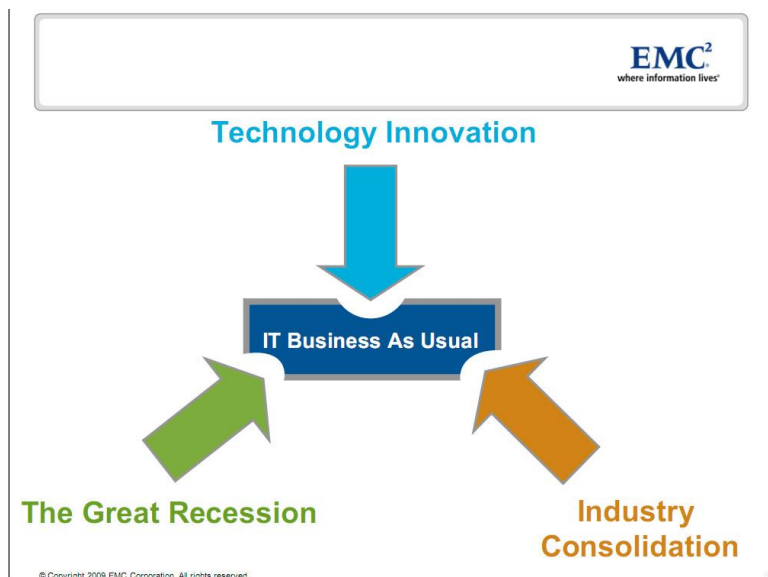 EMC²
where information lives®
Technology Innovation
IT Business As Usual
The Great Recession
Industry
Consolidation
© Copyright 2009 EMC Corporation. All rights reserved.